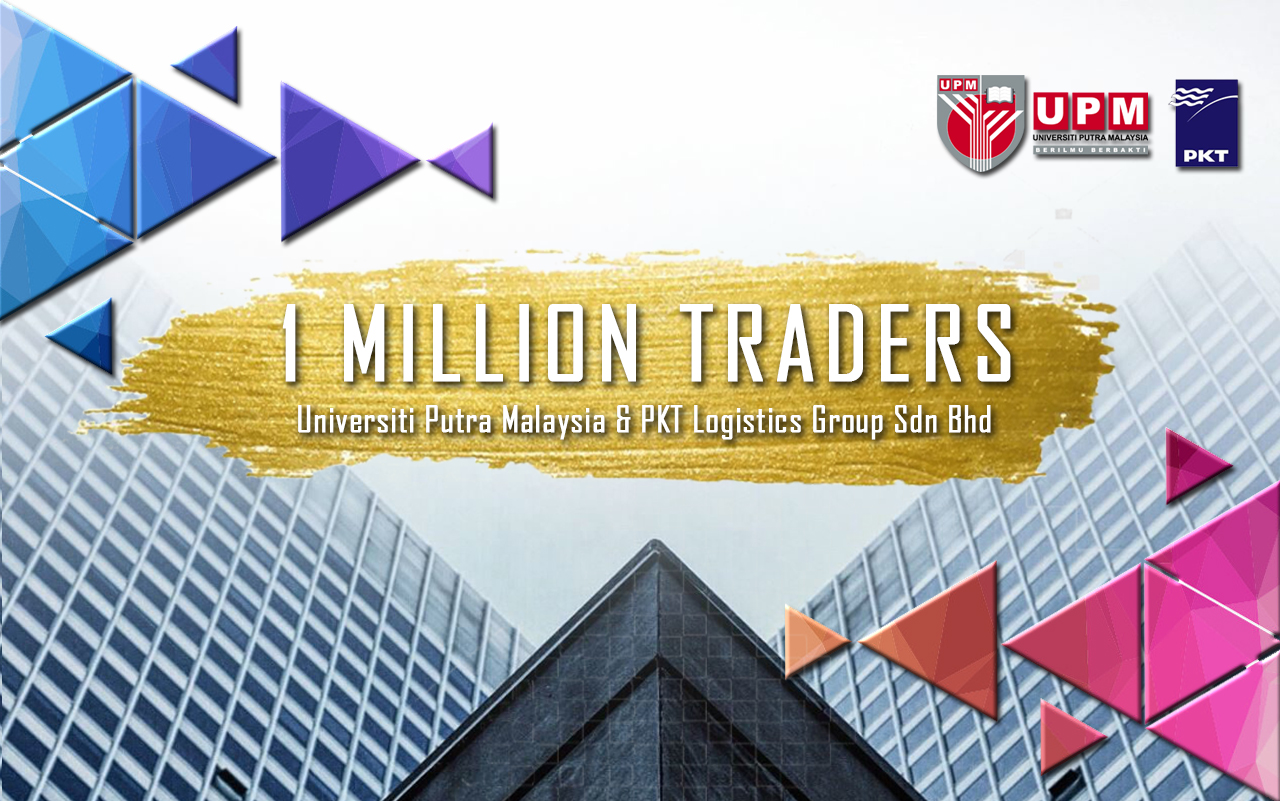 UPM
UPM
UNIVERSITI PUTRA MALAYSIA
BERILMU BERBAKTI
PKT
1 MILLION TRADERS
Universiti Putra Malaysia & PKT Logistics Group Sdn Bhd